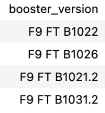 booster_version
F9 FT B1022
F9 FT B1026
F9 FT B1021.2
F9 FT B1031.2